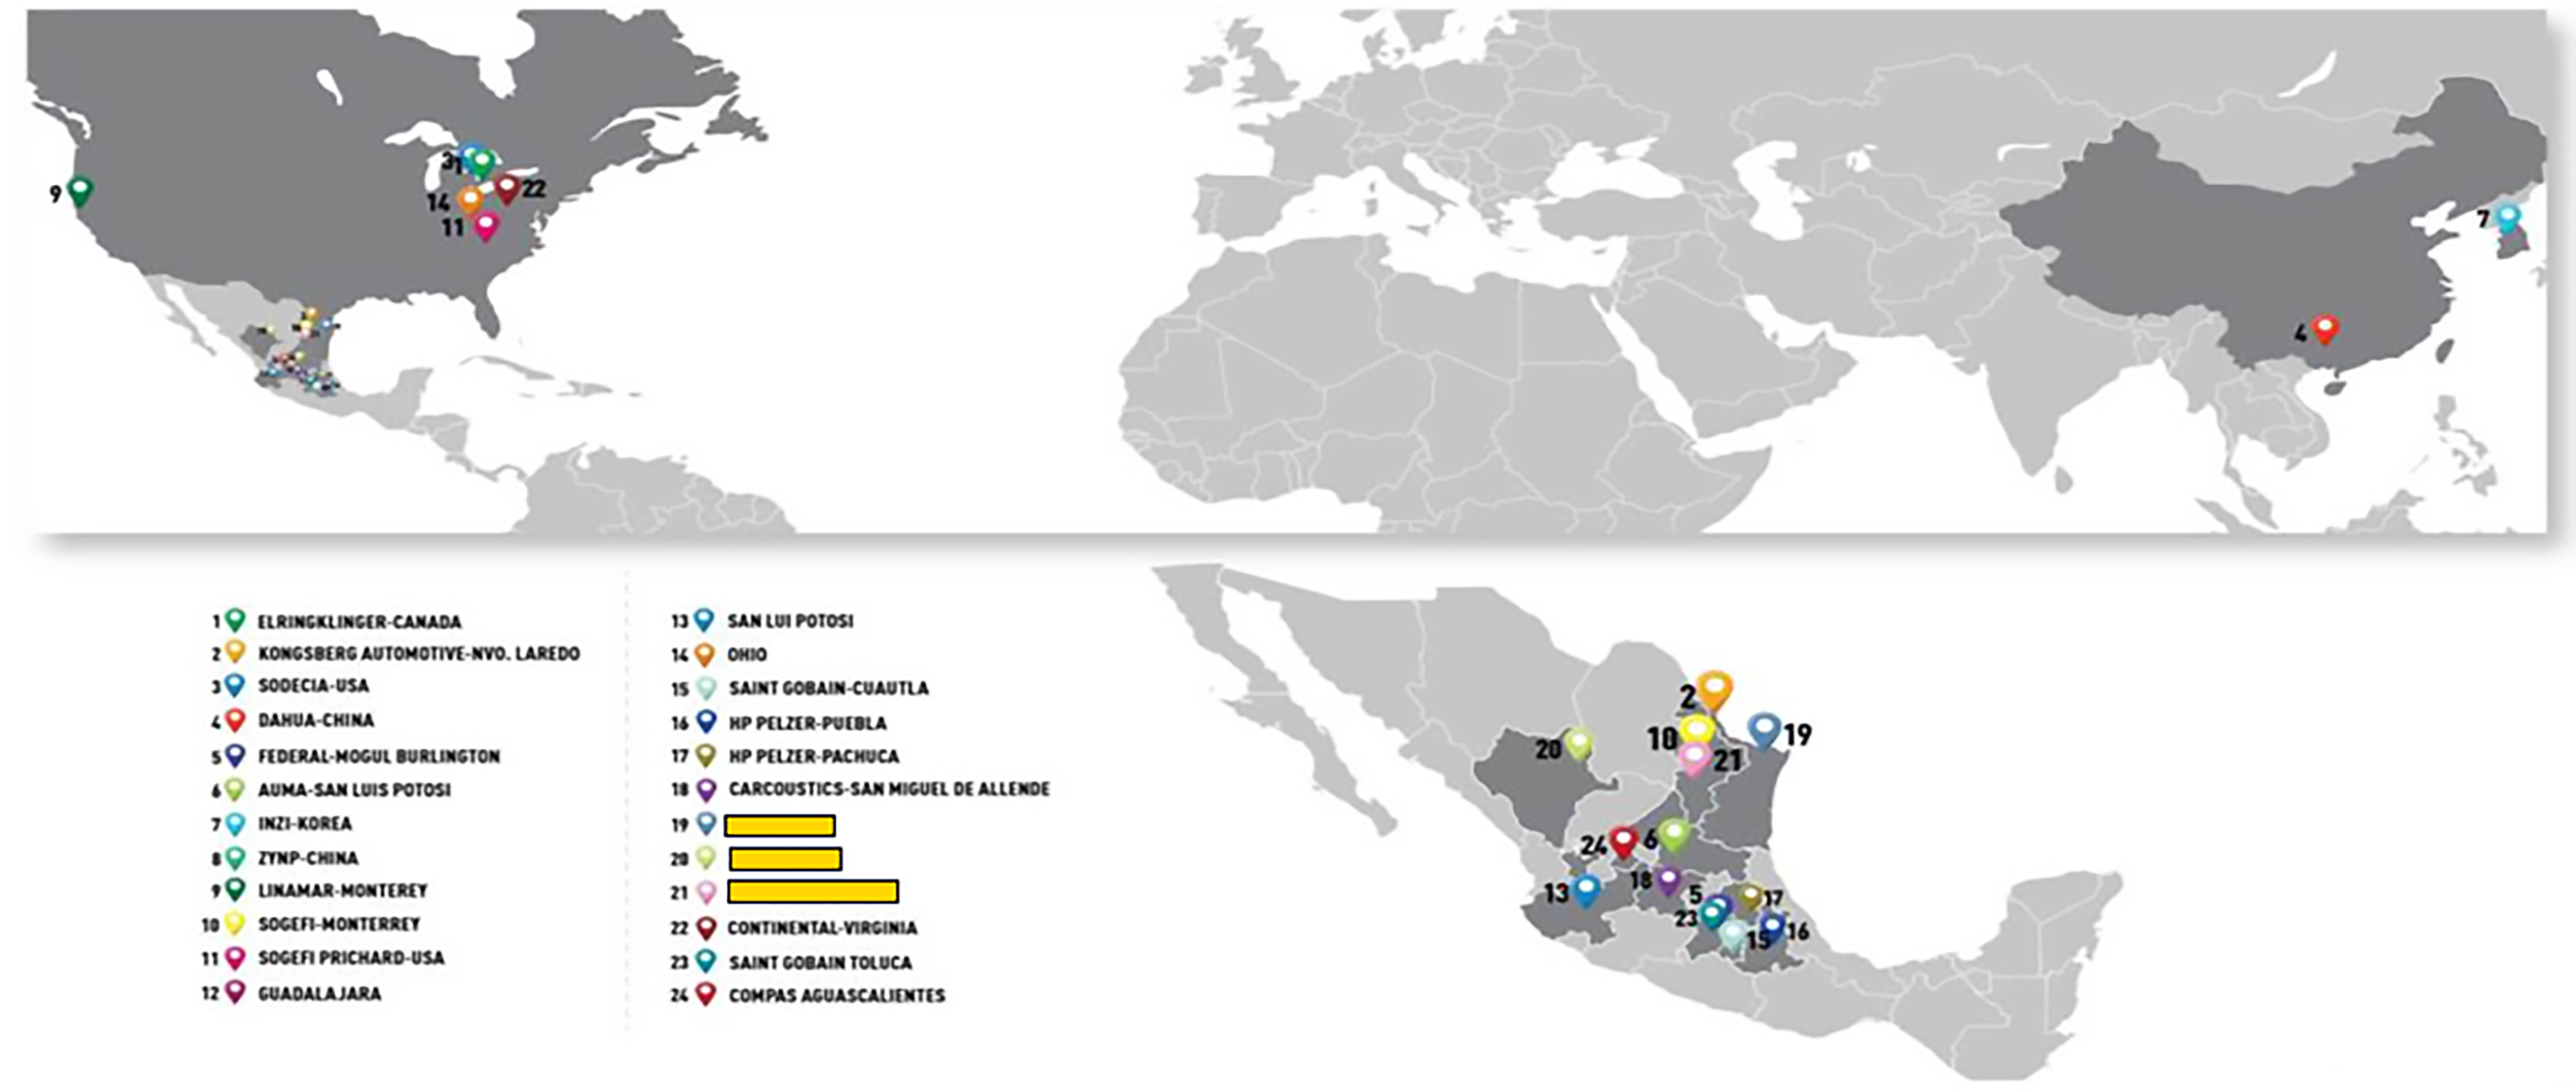 3
1
9
22
14
11
7
4
1 ELRINGKLINGER-CANADA
2 KONGSBERG AUTOMOTIVE-NVO. LAREDO
3 SODECIA-USA
4 DAHUA-CHINA
5 FEDERAL-MOGUL BURLINGTON
6 AUMA-SAN LUIS POTOSI
7 INZI-KOREA
8 ZYNP-CHINA
9 LINAMAR-MONTEREY
10 SOGEFI-MONTERREY
11 SOGEFI PRICHARD-USA
12 GUADALAJARA
13 SAN LUI POTOSI
14 OHIO
15 SAINT GOBAIN-CUAUTLA
16 HP PELZER-PUEBLA
17 HP PELZER-PACHUCA
18 CARCOUSTICS-SAN MIGUEL DE ALLENDE
19
20
21
22 CONTINENTAL-VIRGINIA
23 SAINT GOBAIN TOLUCA
24 COMPAS AGUASCALIENTES
2
10
19
20
21
24
6
13
18
5
17
23
15
16